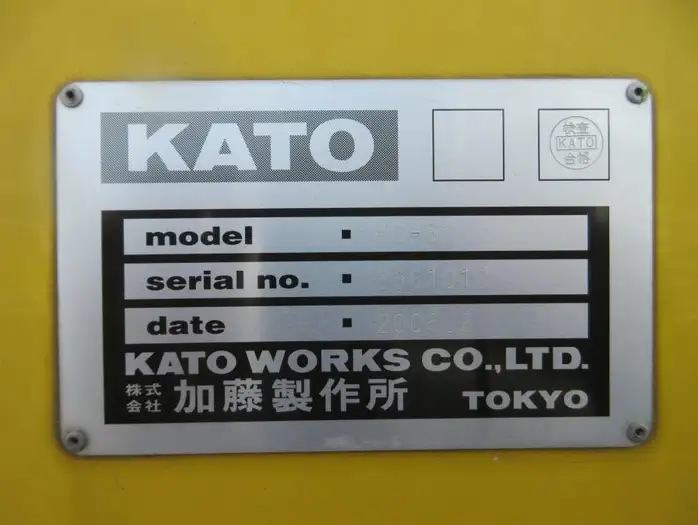 KATO
検査
KATO
合格
model ▪
serial no. ▪
date ▪
KATO WORKS CO.,LTD.
株式会社 加藤製作所 TOKYO